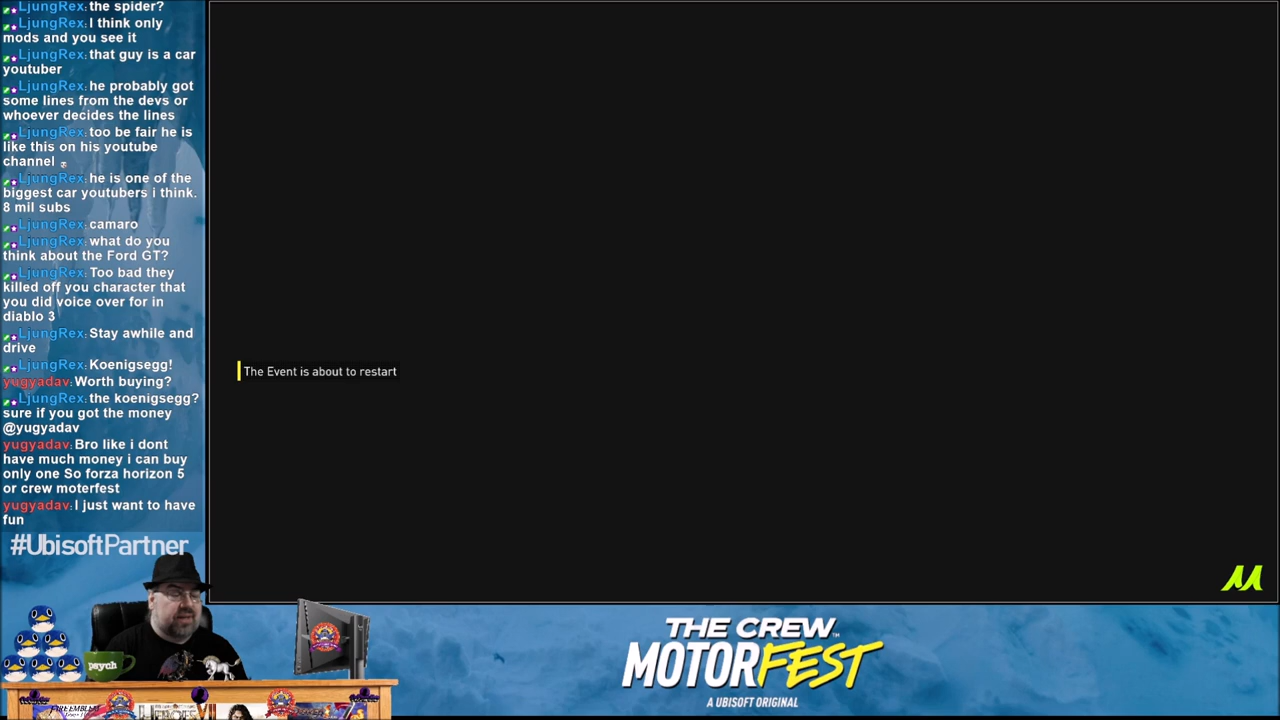 LjungRex: the spider?
LjungRex: I think only
mods and you see it
LjungRex: that guy is a car
youtuber
LjungRex: he probably got
some lines from the devs or
whoever decides the lines
LjungRex: too be fair he is
like this on his youtube
channel
LjungRex: he is one of the
biggest car youtubers i think.
8 mil subs
LjungRex: camaro
LjungRex: what do you
think about the Ford GT?
LjungRex: Too bad they
killed off you character that
you did voice over for in
diablo 3
LjungRex: Stay awhile and
drive
LjungRex: Koenigsegg!
yugyadav: Worth buying?
LjungRex: the koenigsegg?
sure if you got the money
@yugyadav
yugyadav: Bro like i dont
have much money i can buy
only one So forza horizon 5
or crew moterfest
yugyadav: I just want to have
fun
#UbisoftPartner
The Event is about to restart
psych
THE CREW
MOTORFEST
A UBISOFT ORIGINAL